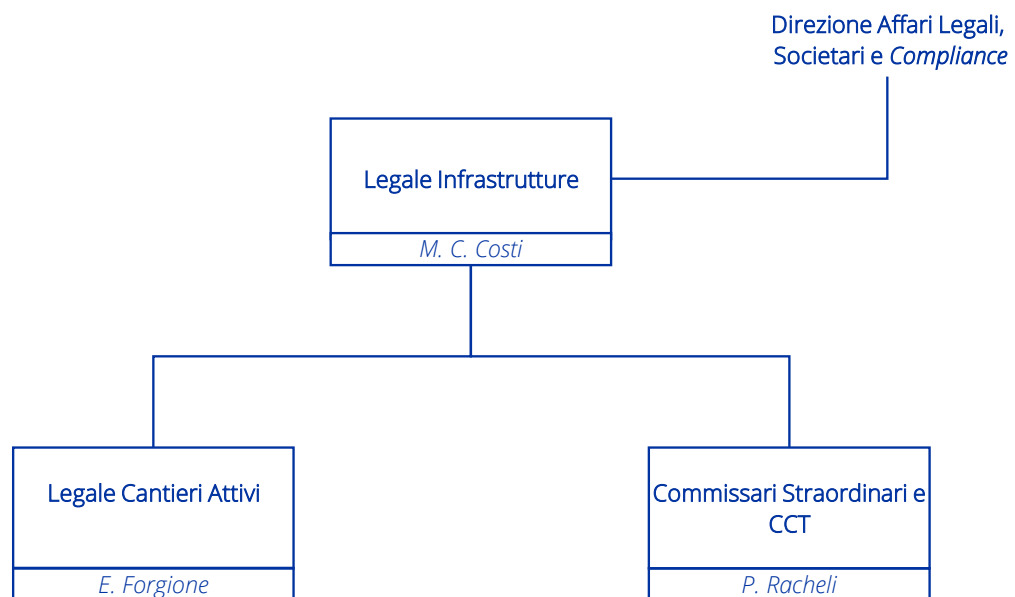 Direzione Affari Legali,
Societari e Compliance
Legale Infrastrutture
M. C. Costi
Legale Cantieri Attivi
E. Forgione
Commissari Straordinari e
CCT
P. Racheli